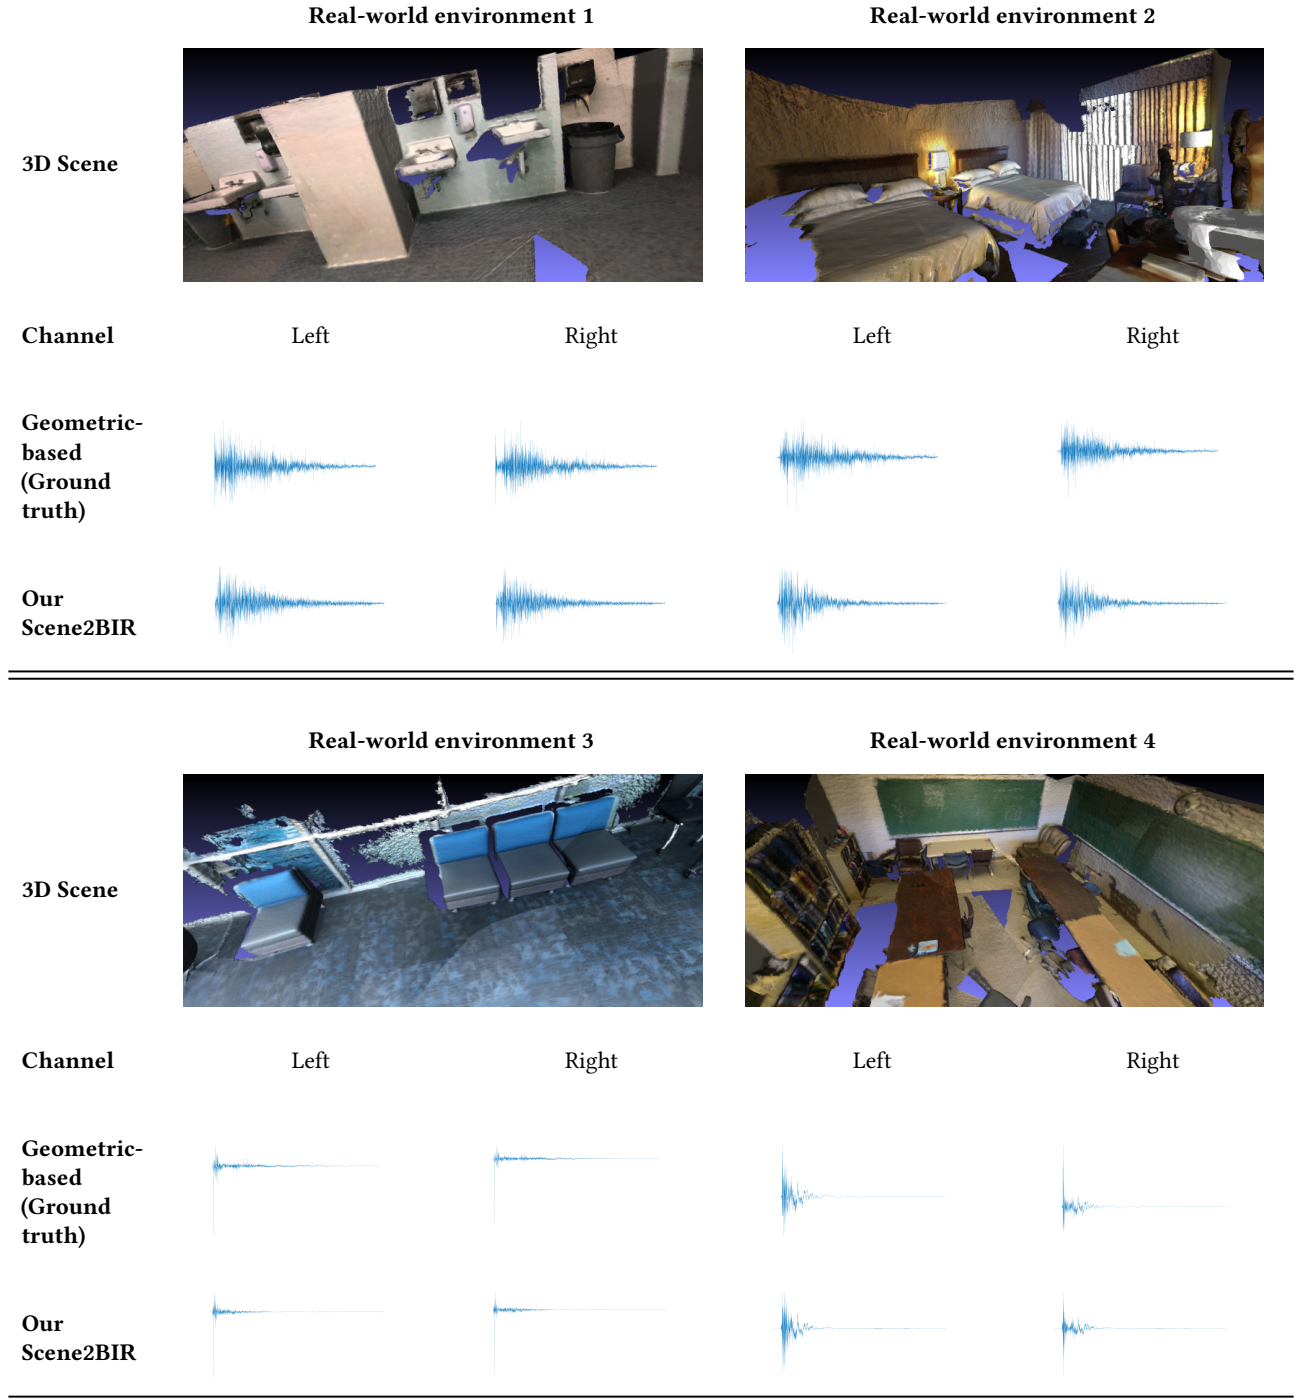 Real-world environment 1
Real-world environment 2
3D Scene
Channel
Left
Right
Left
Right
Geometric-
based
(Ground
truth)
Our
Scene2BIR
Real-world environment 3
Real-world environment 4
3D Scene
Channel
Left
Right
Left
Right
Geometric-
based
(Ground
truth)
Our
Scene2BIR